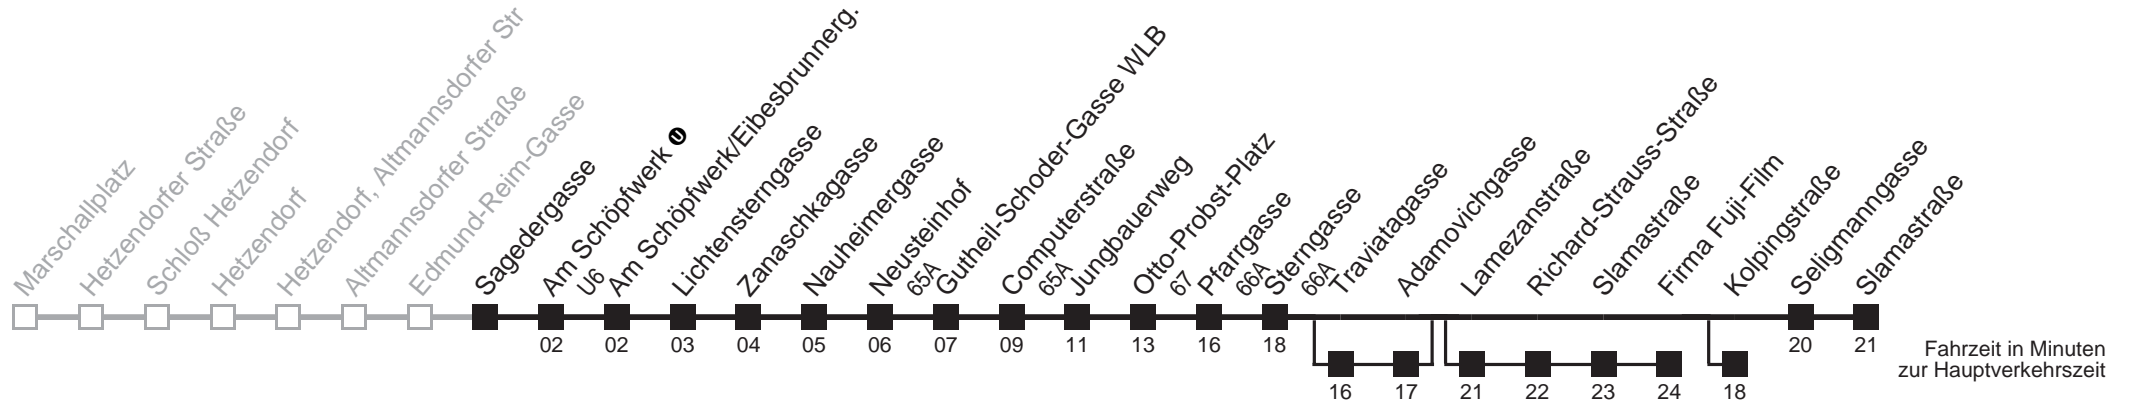 Marschallplatz
Hetzendorfer Straße
Schloß Hetzendorf
Hetzendorf
Hetzendorf, Altmannsdorfer Str
Altmannsdorfer Straße
Edmund-Reim-Gasse
Sagedergasse
Am Schöpfwerk U
U6
Am Schöpfwerk/Eibesbrunnerg.
Lichtensterngasse
Zanaschkagasse
Nauheimergasse
Neusteinhof
65A
Gutheil-Schoder-Gasse WLB
Computerstraße
65A
Jungbauerweg
Otto-Probst-Platz
67
Pfarrgasse
66A
Sterngasse
66A
Traviatagasse
Adamovichgasse
Lamezanstraße
Richard-Strauss-Straße
Slamastraße
Firma Fuji-Film
Kolpingstraße
Seligmanngasse
Slamastraße
02 02 03 04 05 06 07 09 11 13 16 18 20 21
16 17 21 22 23 24 18
Fahrzeit in Minuten
zur Hauptverkehrszeit